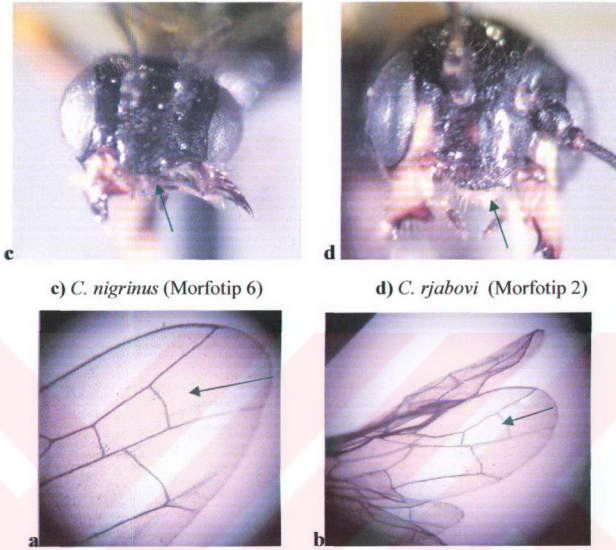 c
d
c) C. nigrinus (Morfotip 6)
d) C. rjabovi (Morfotip 2)
a
b